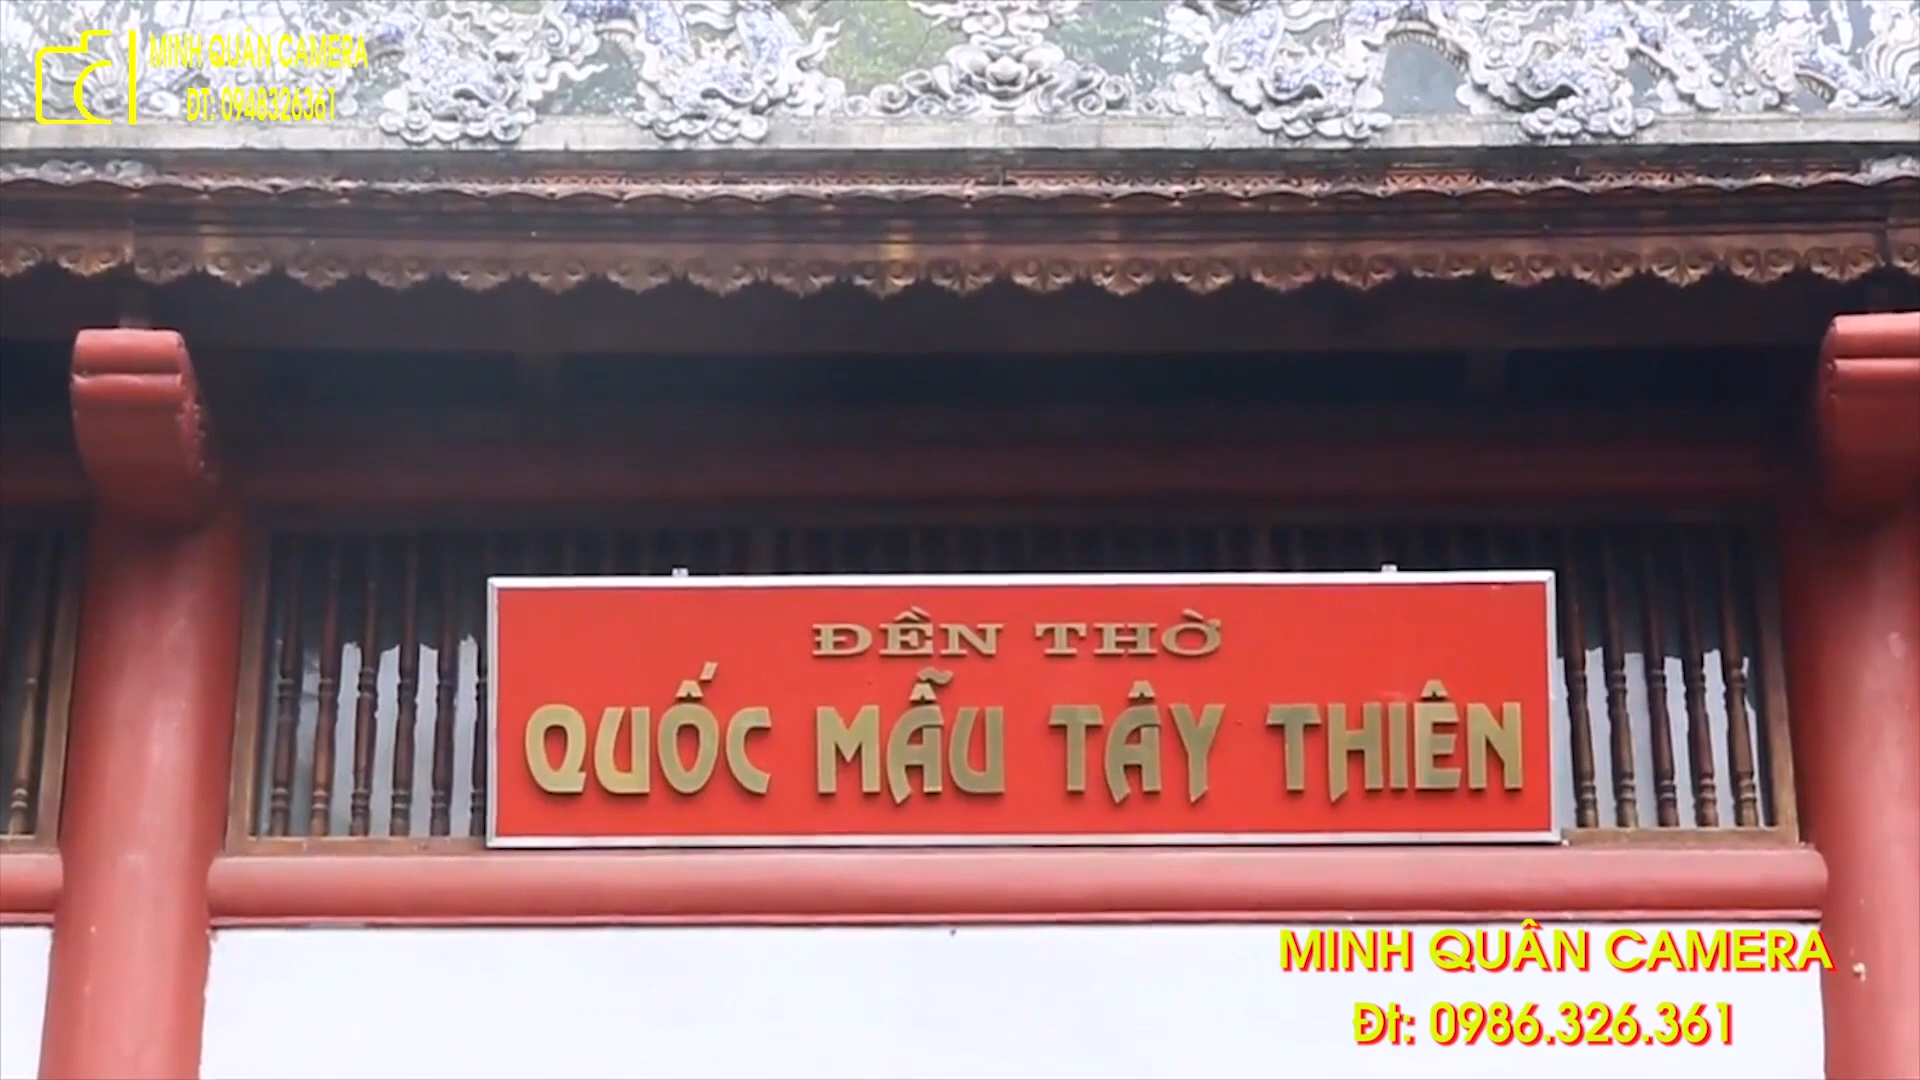 MINH QUÂN CAMERA
ĐT: 0948326361
ĐỀN THỜ
QUỐC MẪU TÂY THIÊN
MINH QUÂN CAMERA
Đt: 0986.326.361